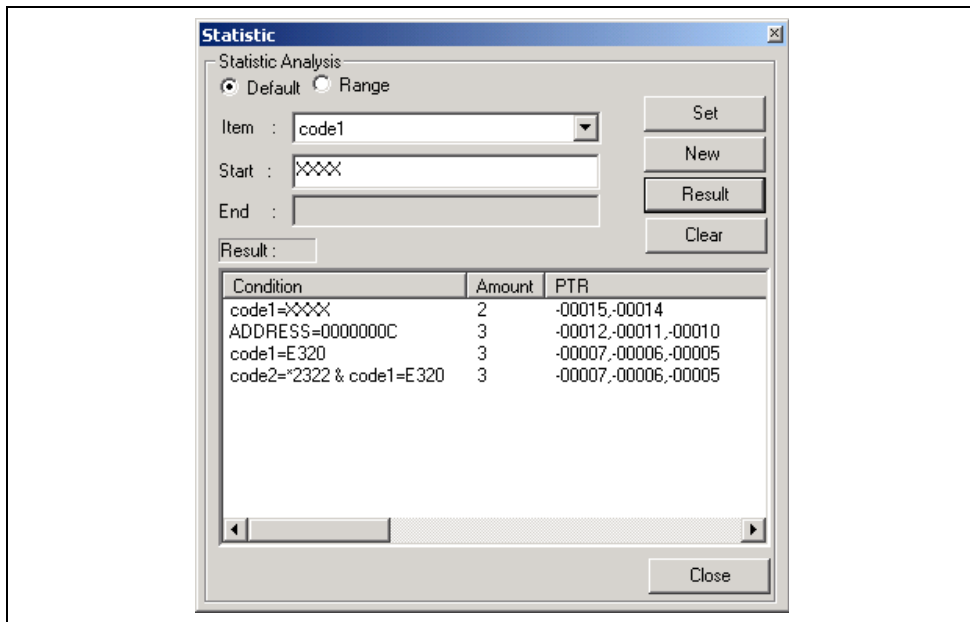 Statistic
Statistic Analysis
Default Range
Item : code1
Start : XXXX
End :
Set
New
Result
Clear
Result :
Condition Amount PTR
code1=XXXX 2 -00015,-00014
ADDRESS=0000000C 3 -00012,-00011,-00010
code1=E320 3 -00007,-00006,-00005
code2=*2322 & code1=E320 3 -00007,-00006,-00005
Close